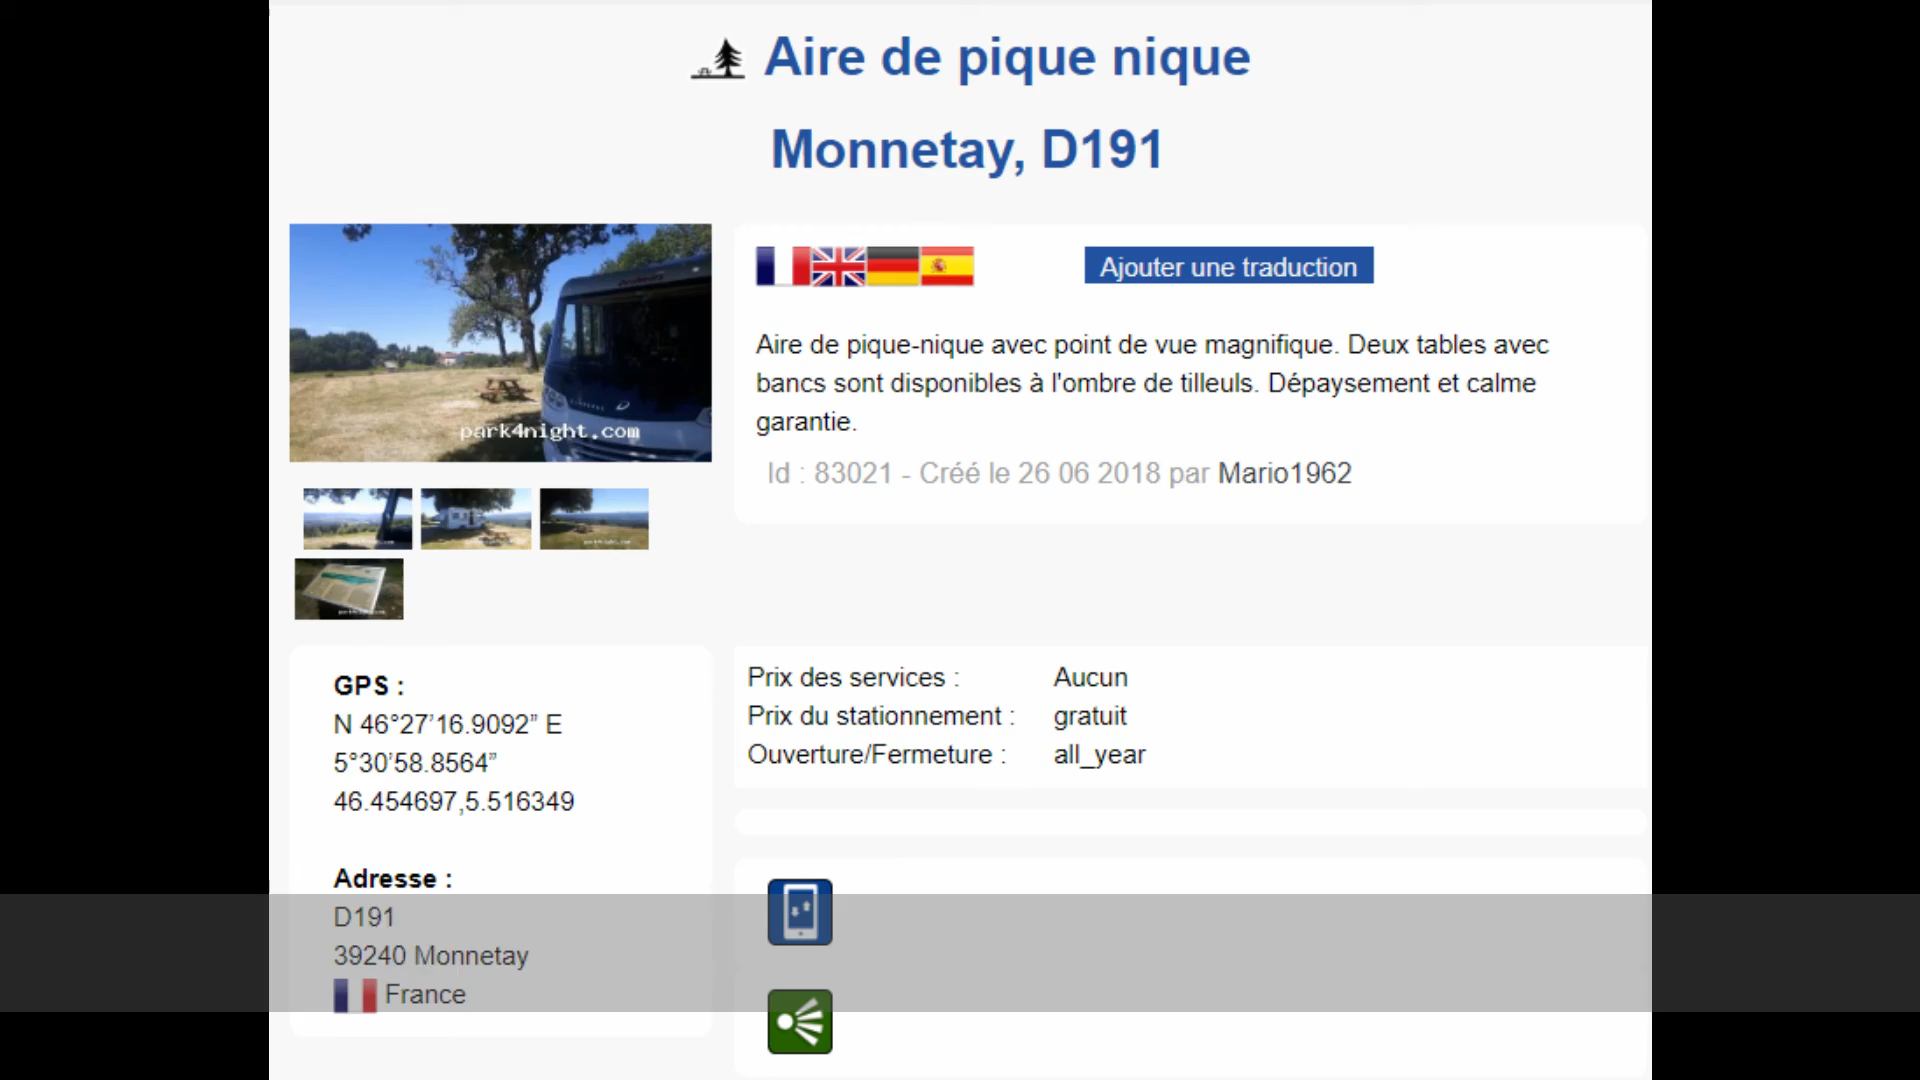 Aire de pique nique
Monnetay, D191
park4night.com
Ajouter une traduction
Aire de pique-nique avec point de vue magnifique. Deux tables avec
bancs sont disponibles à l'ombre de tilleuls. Dépaysement et calme
garantie.
Id : 83021 - Créé le 26 06 2018 par Mario1962
GPS :
N 46°27’16.9092” E
5°30’58.8564”
46.454697,5.516349
Adresse :
D191
39240 Monnetay
France
Prix des services : Aucun
Prix du stationnement : gratuit
Ouverture/Fermeture : all_year